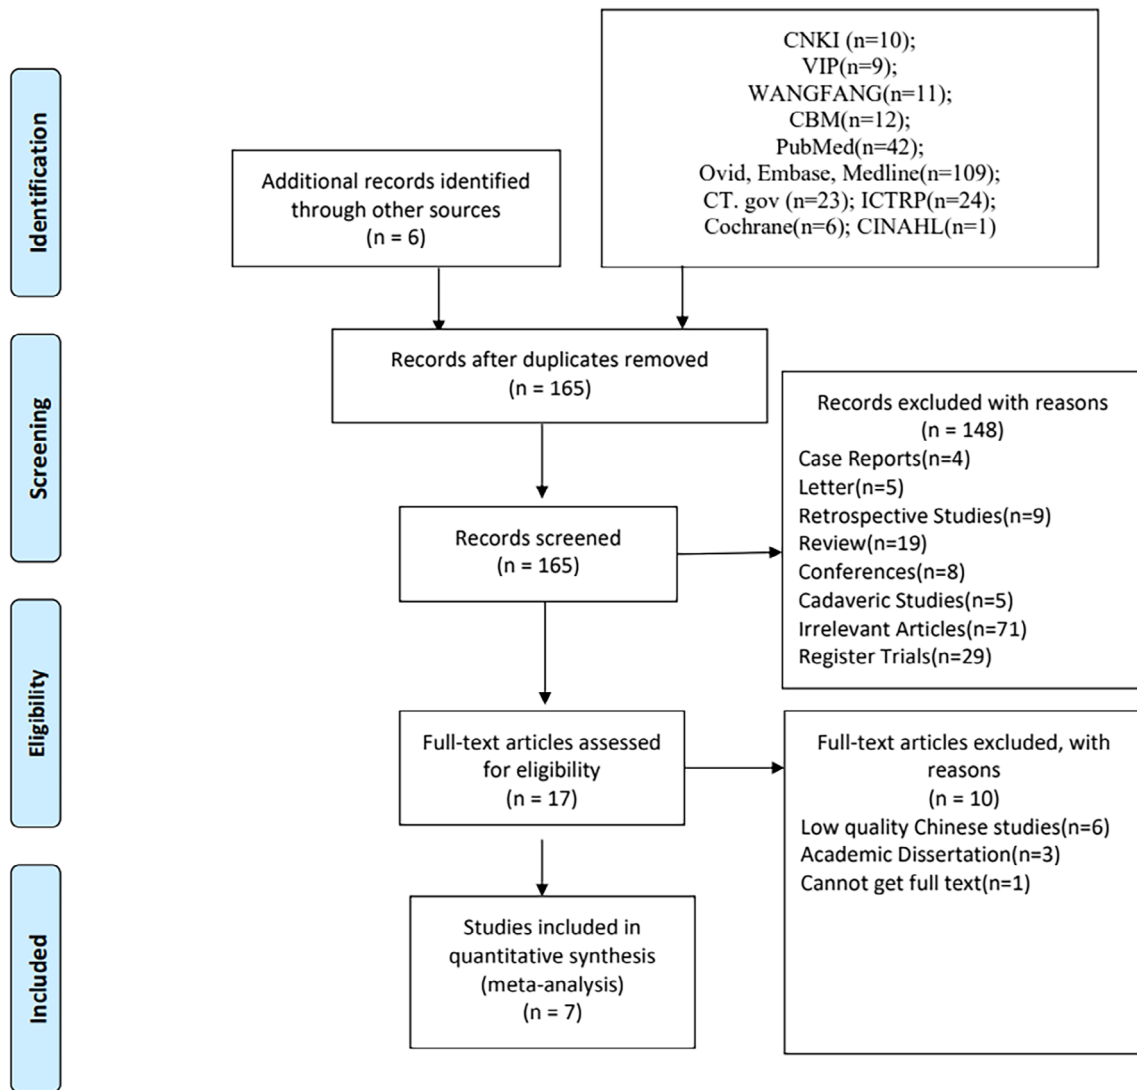 Identification
Additional records identified
through other sources
(n = 6)
CNKI (n=10);
VIP(n=9);
WANGFANG(n=11);
CBM(n=12);
PubMed(n=42);
Ovid, Embase, Medline(n=109);
CT. gov (n=23); ICTRP(n=24);
Cochrane(n=6); CINAHL(n=1)
Screening
Records after duplicates removed
(n = 165)
Records screened
(n = 165)
Records excluded with reasons
(n = 148)
Case Reports(n=4)
Letter(n=5)
Retrospective Studies(n=9)
Review(n=19)
Conferences(n=8)
Cadaveric Studies(n=5)
Irrelevant Articles(n=71)
Register Trials(n=29)
Eligibility
Full-text articles assessed
for eligibility
(n = 17)
Full-text articles excluded, with
reasons
(n = 10)
Low quality Chinese studies(n=6)
Academic Dissertation(n=3)
Cannot get full text(n=1)
Included
Studies included in
quantitative synthesis
(meta-analysis)
(n = 7)